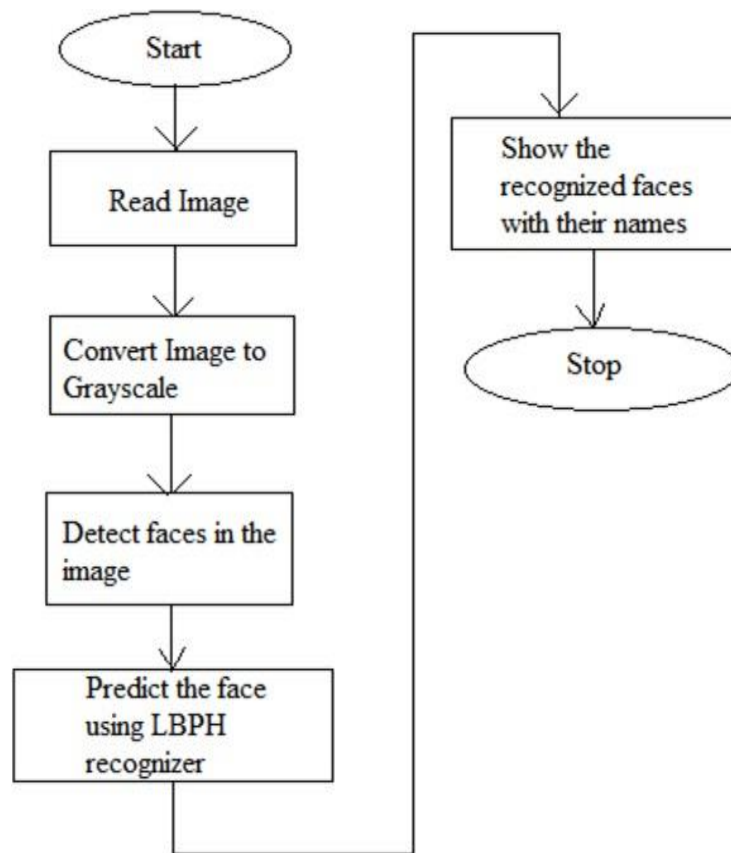 Start
Read Image
Convert Image to
Grayscale
Detect faces in the
image
Predict the face
using LBPH
recognizer
Show the
recognized faces
with their names
Stop